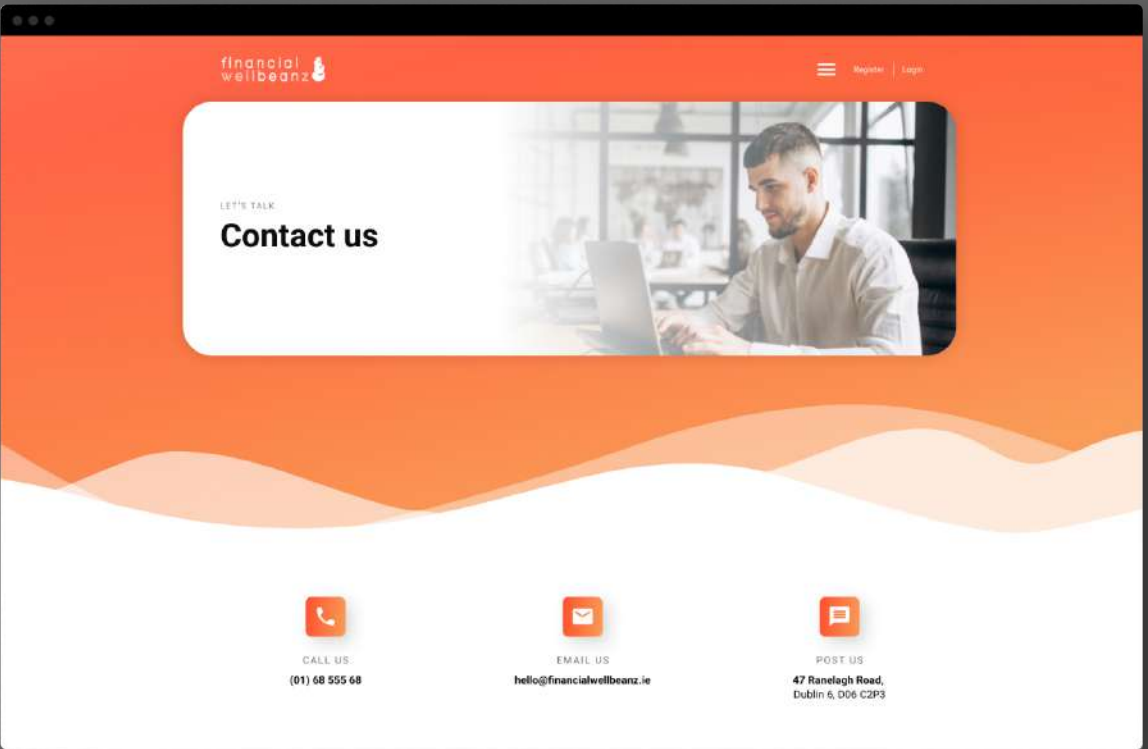 financial
wellbeanz
Register | Login
LET'S TALK
Contact us
CALL US
(01) 68 555 68
EMAIL US
hello@financialwellbeanz.ie
POST US
47 Ranelagh Road,
Dublin 6, D06 C2P3